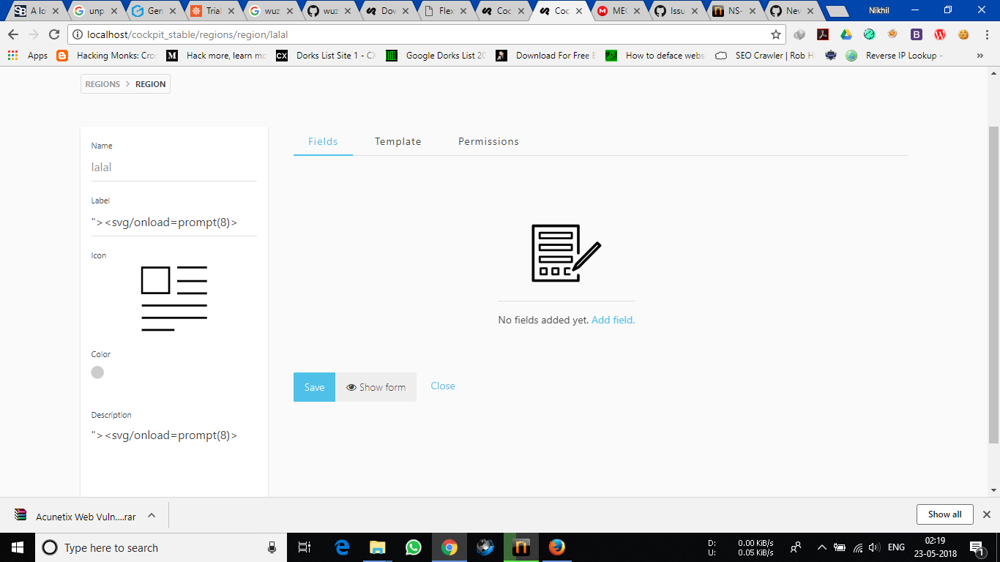 A lo
unp
Gen
Trial
wuz
wuz
Dow
Flex
Coc
Coc
MEG
Issu
NS-
New
Nikhil
localhost/cockpit_stable/regions/region/lalal
Apps
Hacking Monks: Cros
Hack more, learn mo
Dorks List Site 1 - CX
Google Dorks List 20
Download For Free E
How to deface webs
SEO Crawler | Rob H
Reverse IP Lookup -
»
REGIONS > REGION
Name
lalal
Label
"><svg/onload=prompt(8)>
Icon
Color
Description
"><svg/onload=prompt(8)>
Fields Template Permissions
No fields added yet. Add field.
Save Show form Close
Acunetix Web Vuln....rar
Show all
Type here to search
D: 0.00 KiB/s
U: 0.05 KiB/s
ENG
02:19
23-05-2018
1